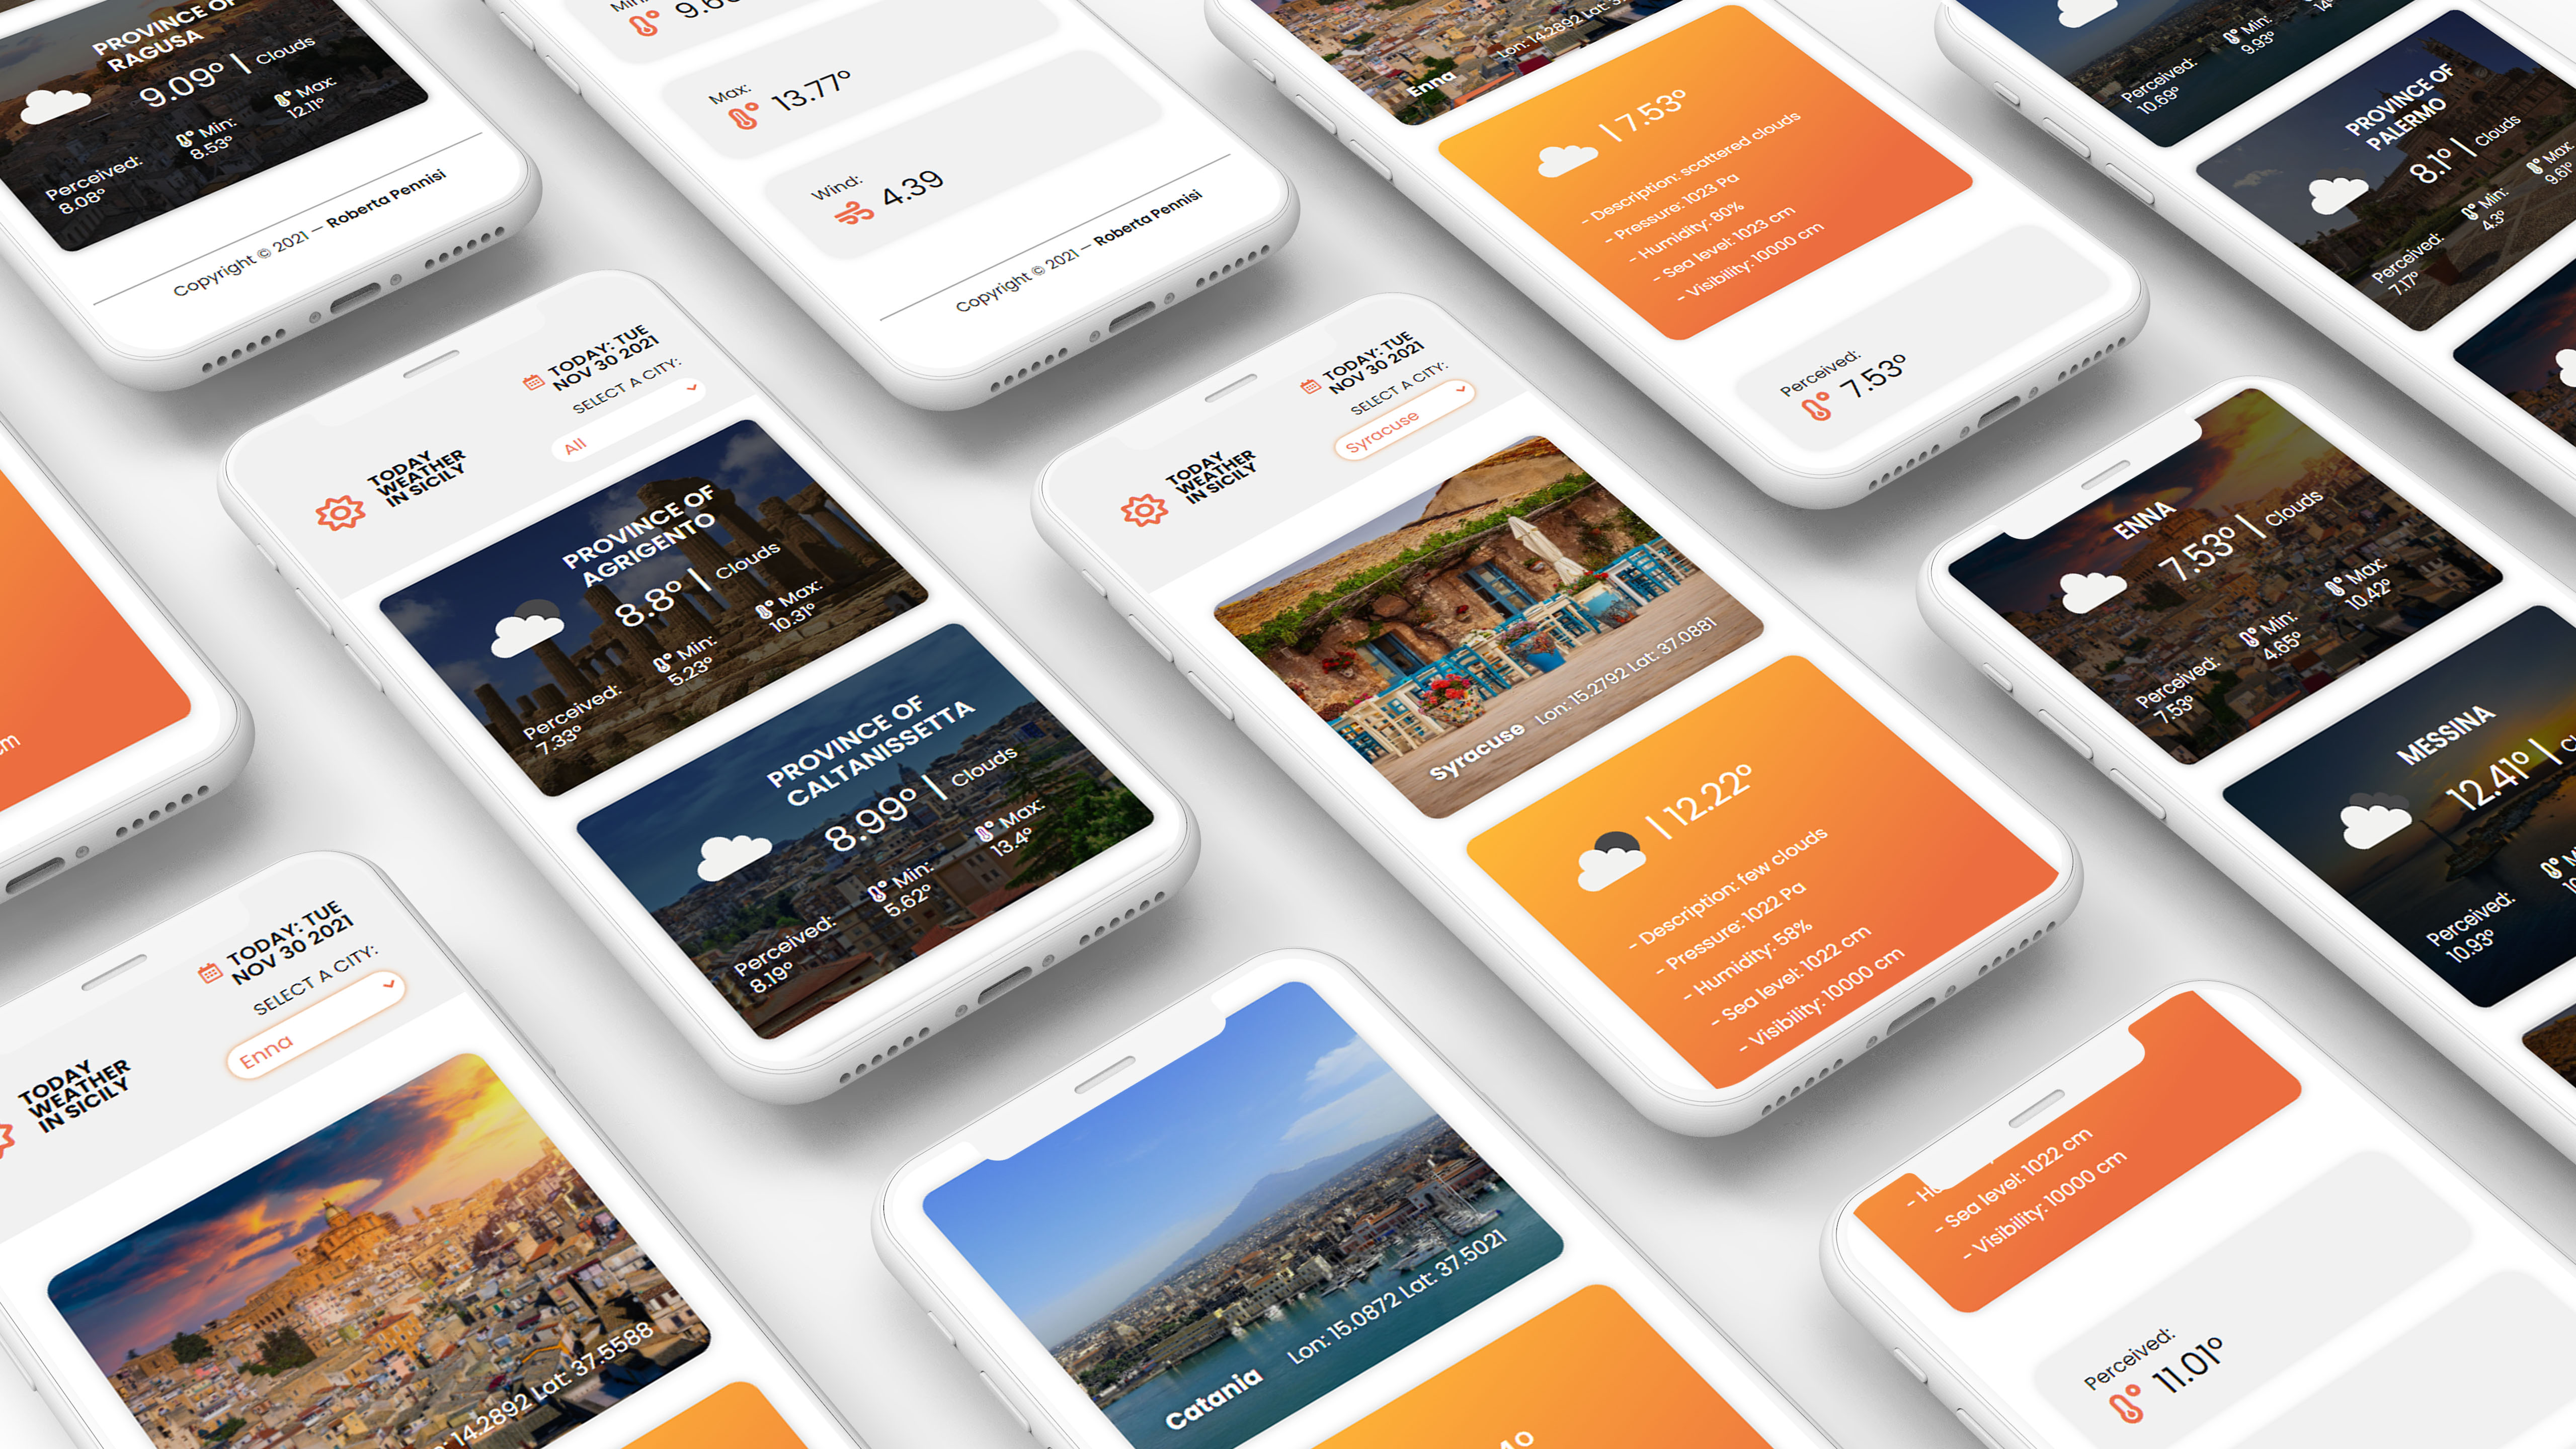 PROVINCE OF
RAGUSA
9.09° | Clouds
Perceived:
8.08°
Min:
8.53°
Max:
12.11°
Copyright © 2021 — Roberta Pennisi
Max:
13.77°
Wind:
4.39
Copyright © 2021 — Roberta Pennisi
Enna
Lon: 14.2892 Lat:
| 7.53°
- Description: scattered clouds
- Pressure: 1023 Pa
- Humidity: 80%
- Sea level: 1023 cm
- Visibility: 10000 cm
Perceived:
7.53°
Perceived:
10.69°
Min:
9.93°
PROVINCE OF
PALERMO
8.1° | Clouds
Perceived:
7.17°
Min:
4.3°
Max:
9.61°
TODAY
WEATHER
IN SICILY
TODAY: TUE
NOV 30 2021
SELECT A CITY:
All
PROVINCE OF
AGRIGENTO
8.8° | Clouds
Perceived:
7.33°
Min:
5.23°
Max:
10.31°
PROVINCE OF
CALTANISSETTA
8.99° | Clouds
Perceived:
8.19°
Min:
5.62°
Max:
13.4°
TODAY
WEATHER
IN SICILY
TODAY: TUE
NOV 30 2021
SELECT A CITY:
Syracuse
Syracuse Lon: 15.2792 Lat: 37.0881
| 12.22°
- Description: few clouds
- Pressure: 1022 Pa
- Humidity: 58%
- Sea level: 1022 cm
- Visibility: 10000 cm
ENNA
7.53° | Clouds
Perceived:
7.53°
Min:
4.65°
Max:
10.42°
MESSINA
12.41° |
Perceived:
10.93°
cm
TODAY
WEATHER
IN SICILY
TODAY: TUE
NOV 30 2021
SELECT A CITY:
Enna
14.2892 Lat: 37.5588
Catania Lon: 15.0872 Lat: 37.5021
- Sea level: 1022 cm
- Visibility: 10000 cm
Perceived:
11.01°